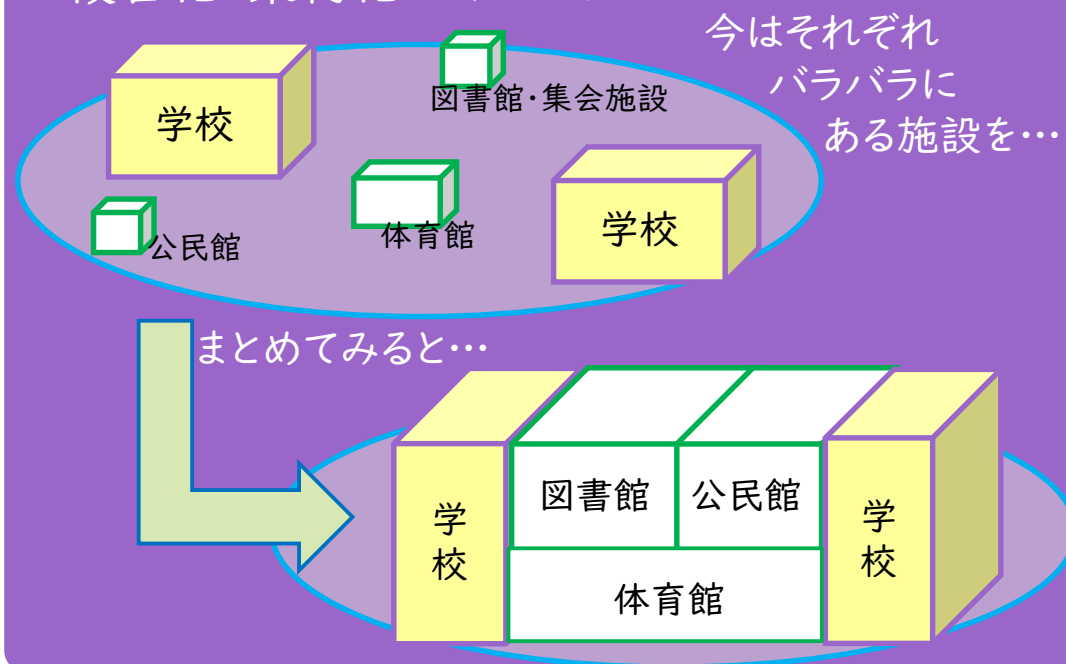 今はそれぞれ
バラバラに
ある施設を…
学校
図書館・集会施設
公民館
体育館
学校
まとめてみると…
学校
図書館
公民館
体育館
学校